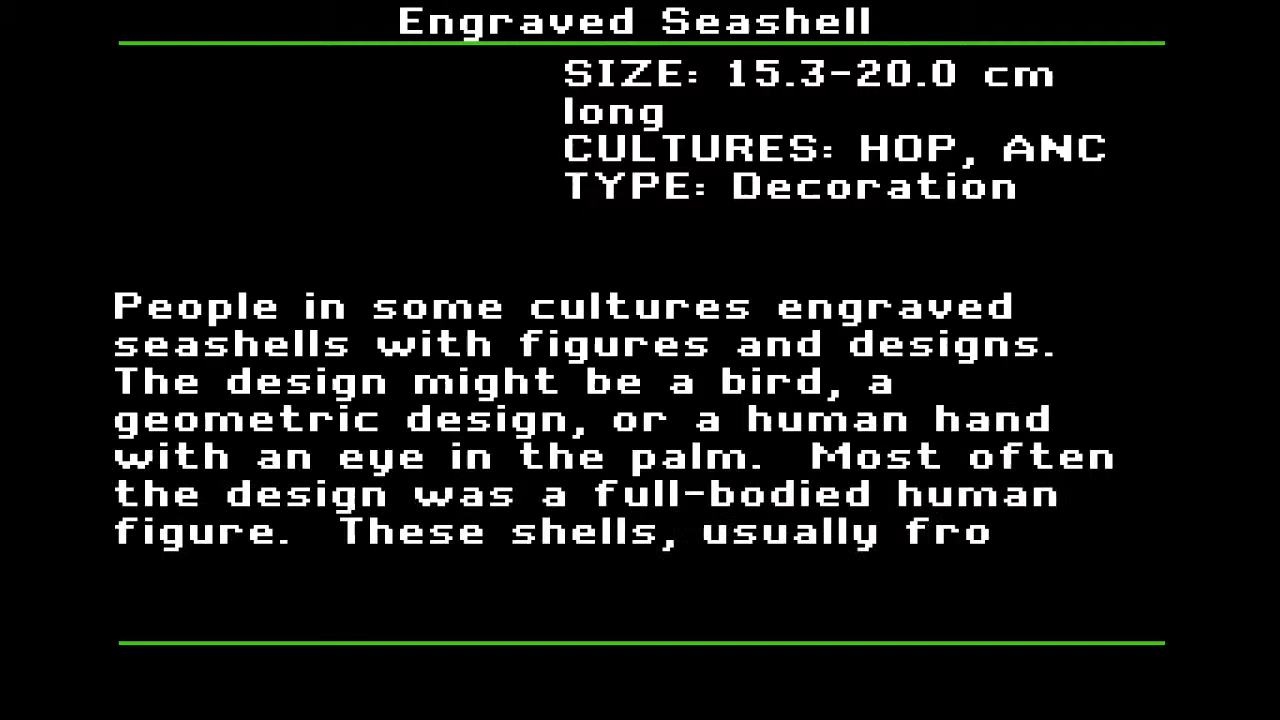 Engraved Seashell
SIZE: 15.3-20.0 cm
long
CULTURES: HOP, ANC
TYPE: Decoration
People in some cultures engraved
seashells with figures and designs.
The design might be a bird, a
geometric design, or a human hand
with an eye in the palm.  Most often
the design was a full-bodied human
figure.  These shells, usually fro